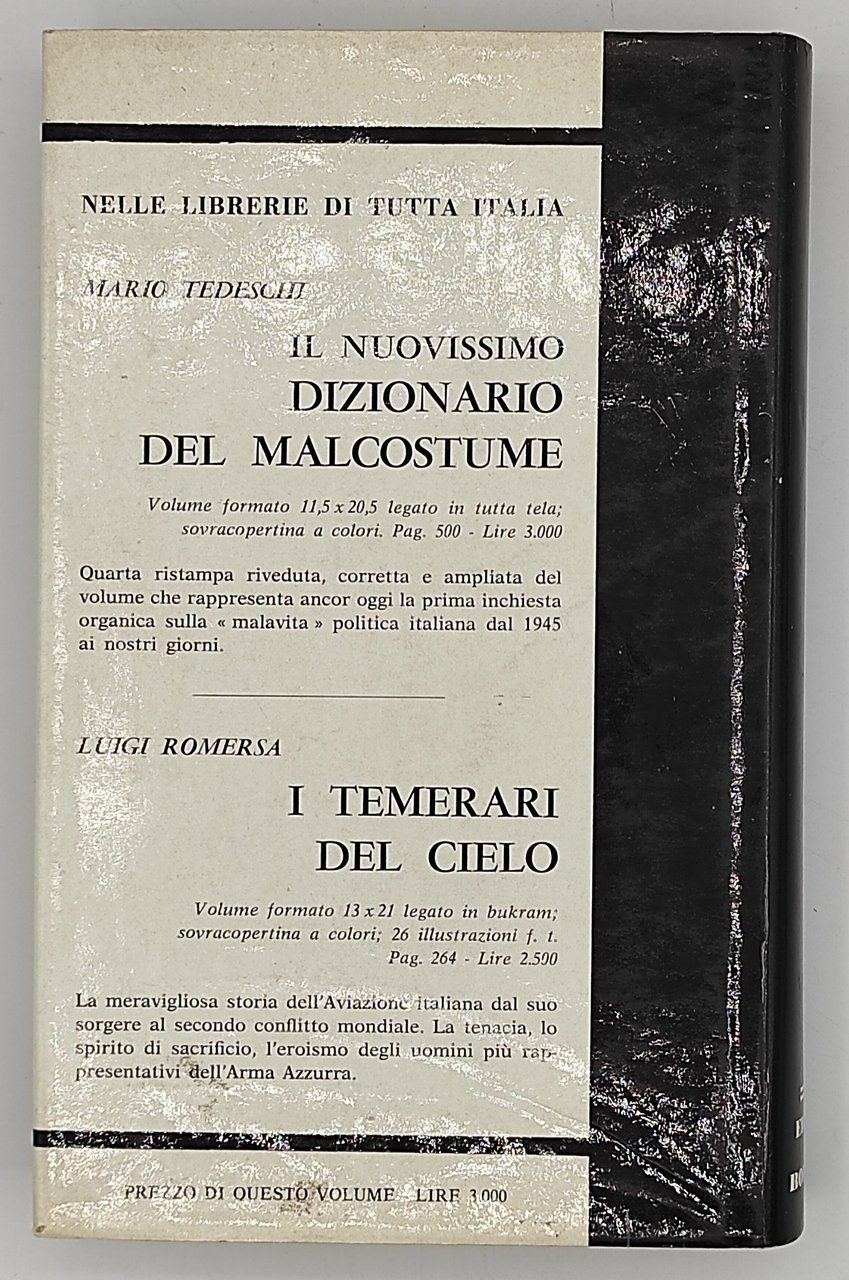 NELLE LIBRERIE DI TUTTA ITALIA
MARIO TEDESCHI
IL NUOVISSIMO
DIZIONARIO
DEL MALCOSTUME
Volume formato 11,5 x 20,5 legato in tutta tela;
sovracopertina a colori. Pag. 500 - Lire 3.000
Quarta ristampa riveduta, corretta e ampliata del
volume che rappresenta ancor oggi la prima inchiesta
organica sulla « malavita » politica italiana dal 1945
ai nostri giorni.
LUIGI ROMERSA
I TEMERARI
DEL CIELO
Volume formato 13 x 21 legato in bukram;
sovracopertina a colori; 26 illustrazioni f. t.
Pag. 264 - Lire 2.500
La meravigliosa storia dell'Aviazione italiana dal suo
sorgere al secondo conflitto mondiale. La tenacia, lo
spirito di sacrificio, l'eroismo degli uomini più rap-
presentativi dell'Arma Azzurra.
PREZZO DI QUESTO VOLUME LIRE 3.000